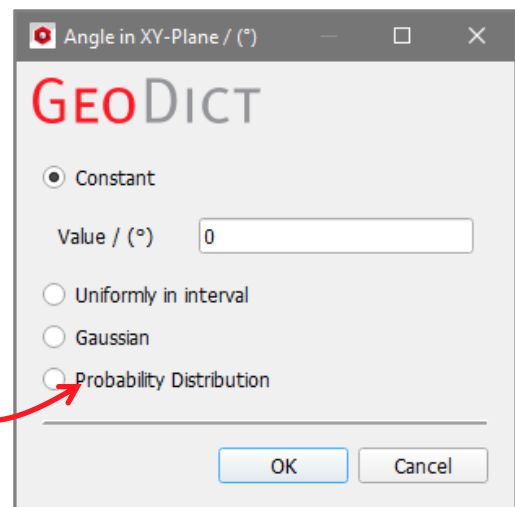 Angle in XY-Plane / (°)
GEODICT
Constant
Value / (°) 0
Uniformly in interval
Gaussian
Probability Distribution
OK Cancel